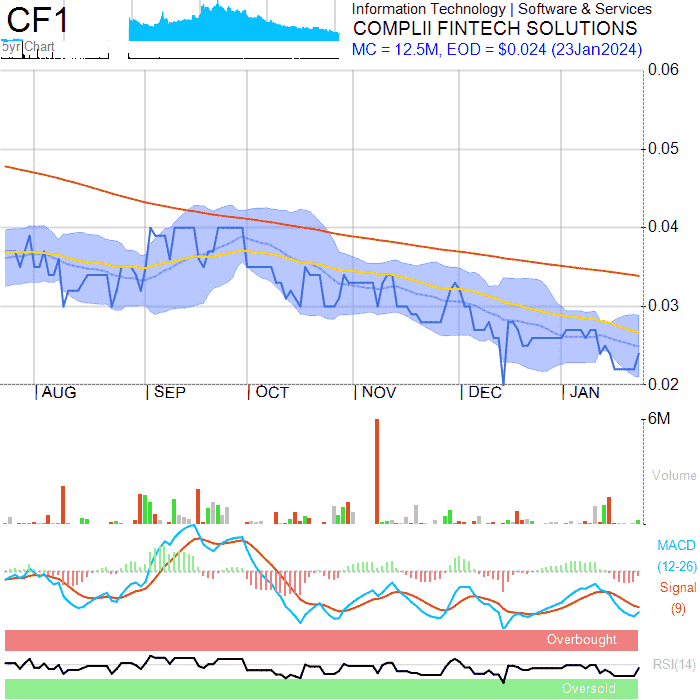 CF1
Information Technology | Software & Services
COMPLII FINTECH SOLUTIONS
MC = 12.5M, EOD = $0.024 (23Jan2024)
5yr Chart
0.06
0.05
0.04
0.03
0.02
| AUG | SEP | OCT | NOV | DEC | JAN
6M
Volume
MACD
(12-26)
Signal
(9)
Overbought
RSI(14)
Oversold